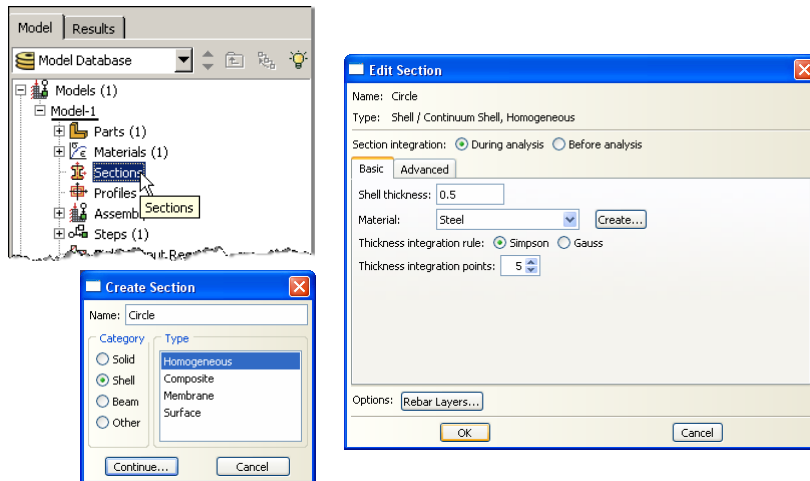 Model Results
Model Database
Models (1)
Model-1
Parts (1)
Materials (1)
Sections
Profiles
Assemb
Sections
Steps (1)
Create Section
Name: Circle
Category Type
Solid
Shell
Beam
Other
Homogeneous
Composite
Membrane
Surface
Continue... Cancel
Edit Section
Name: Circle
Type: Shell / Continuum Shell, Homogeneous
Section integration: During analysis Before analysis
Basic Advanced
Shell thickness: 0.5
Material: Steel Create...
Thickness integration rule: Simpson Gauss
Thickness integration points: 5
Options: Rebar Layers...
OK Cancel